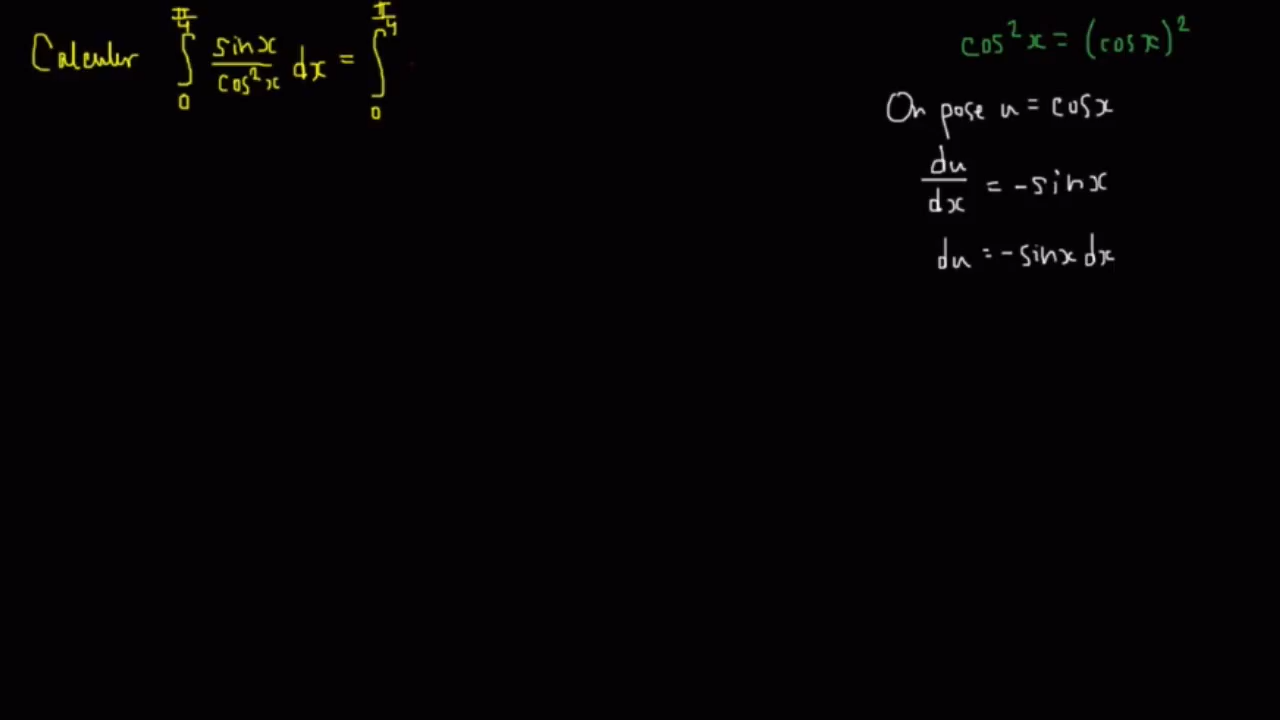 Calculer ∫₀^{π/4} sinx/cos²x dx = ∫₀^{π/4}
cos²x = (cosx)²
On pose u = cosx
du/dx = -sinx
du = -sinx dx